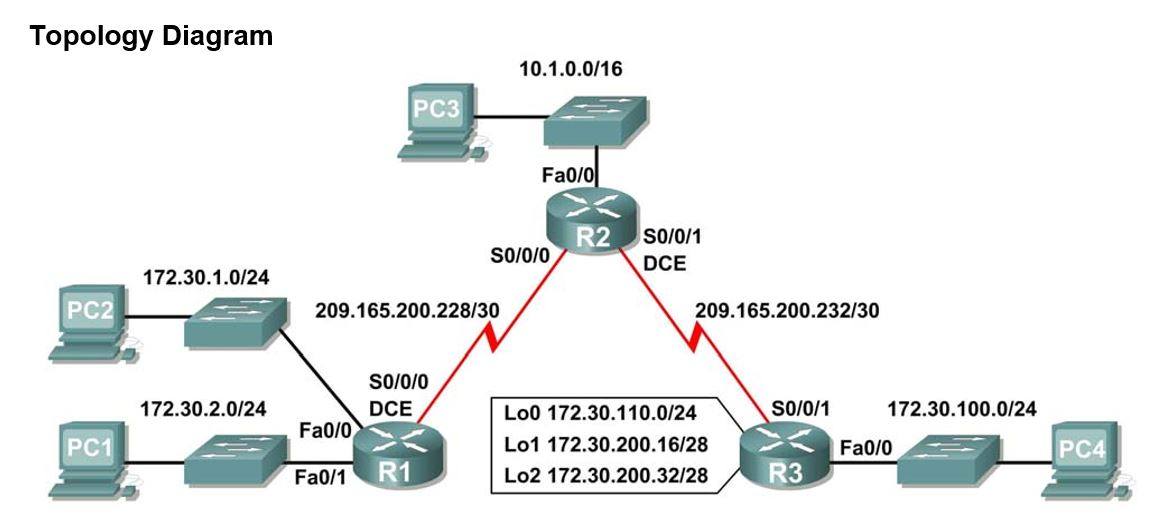 Topology Diagram
10.1.0.0/16
PC3
Fa0/0
R2
S0/0/0
S0/0/1
DCE
172.30.1.0/24
PC2
209.165.200.228/30
209.165.200.232/30
S0/0/0
DCE
172.30.2.0/24
PC1
Fa0/0
Fa0/1
R1
Lo0 172.30.110.0/24
Lo1 172.30.200.16/28
Lo2 172.30.200.32/28
S0/0/1
R3
Fa0/0
172.30.100.0/24
PC4